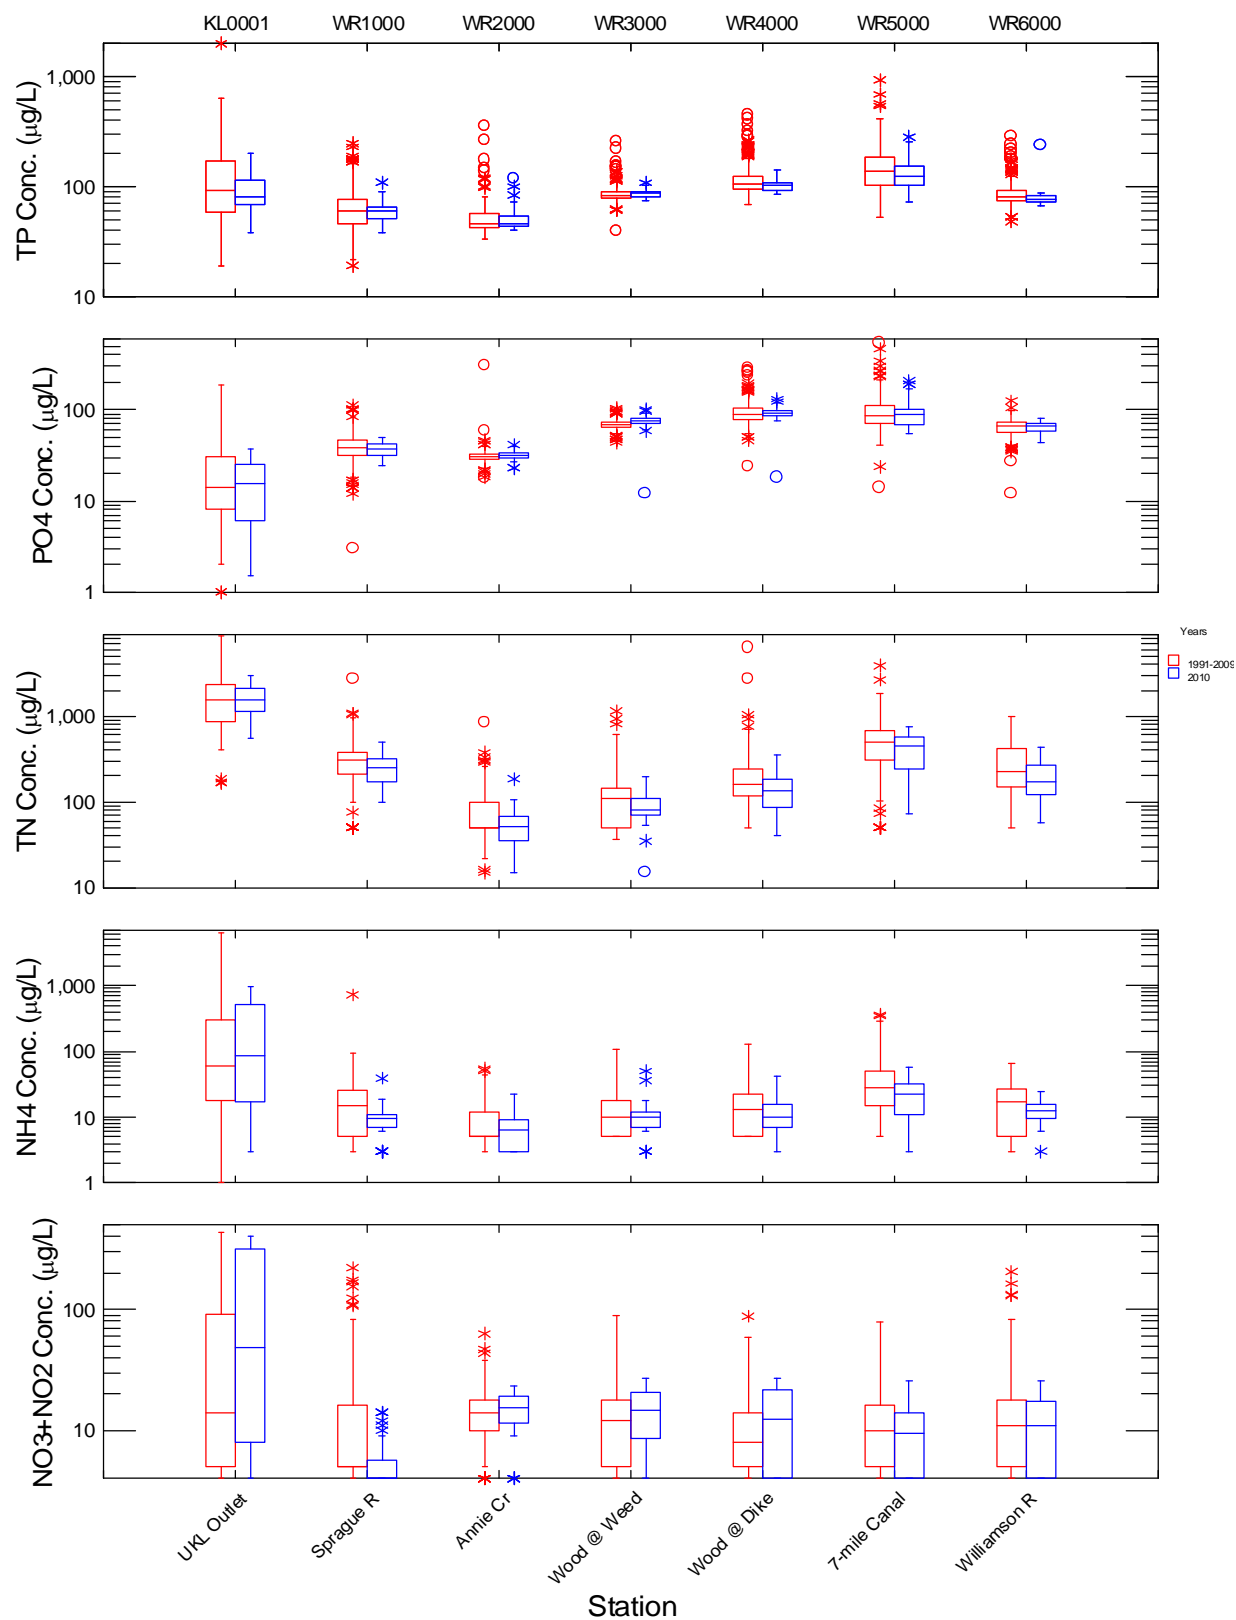 KL0001 WR1000 WR2000 WR3000 WR4000 WR5000 WR6000
TP Conc. (µg/L)
1,000
100
10
PO4 Conc. (µg/L)
100
10
1
TN Conc. (µg/L)
1,000
100
10
Years
1991-2009
2010
NH4 Conc. (µg/L)
1,000
100
10
1
NO3+NO2 Conc. (µg/L)
100
10
UKL Outlet
Sprague R
Annie Cr
Wood @ Weed
Wood @ Dike
7-mile Canal
Williamson R
Station